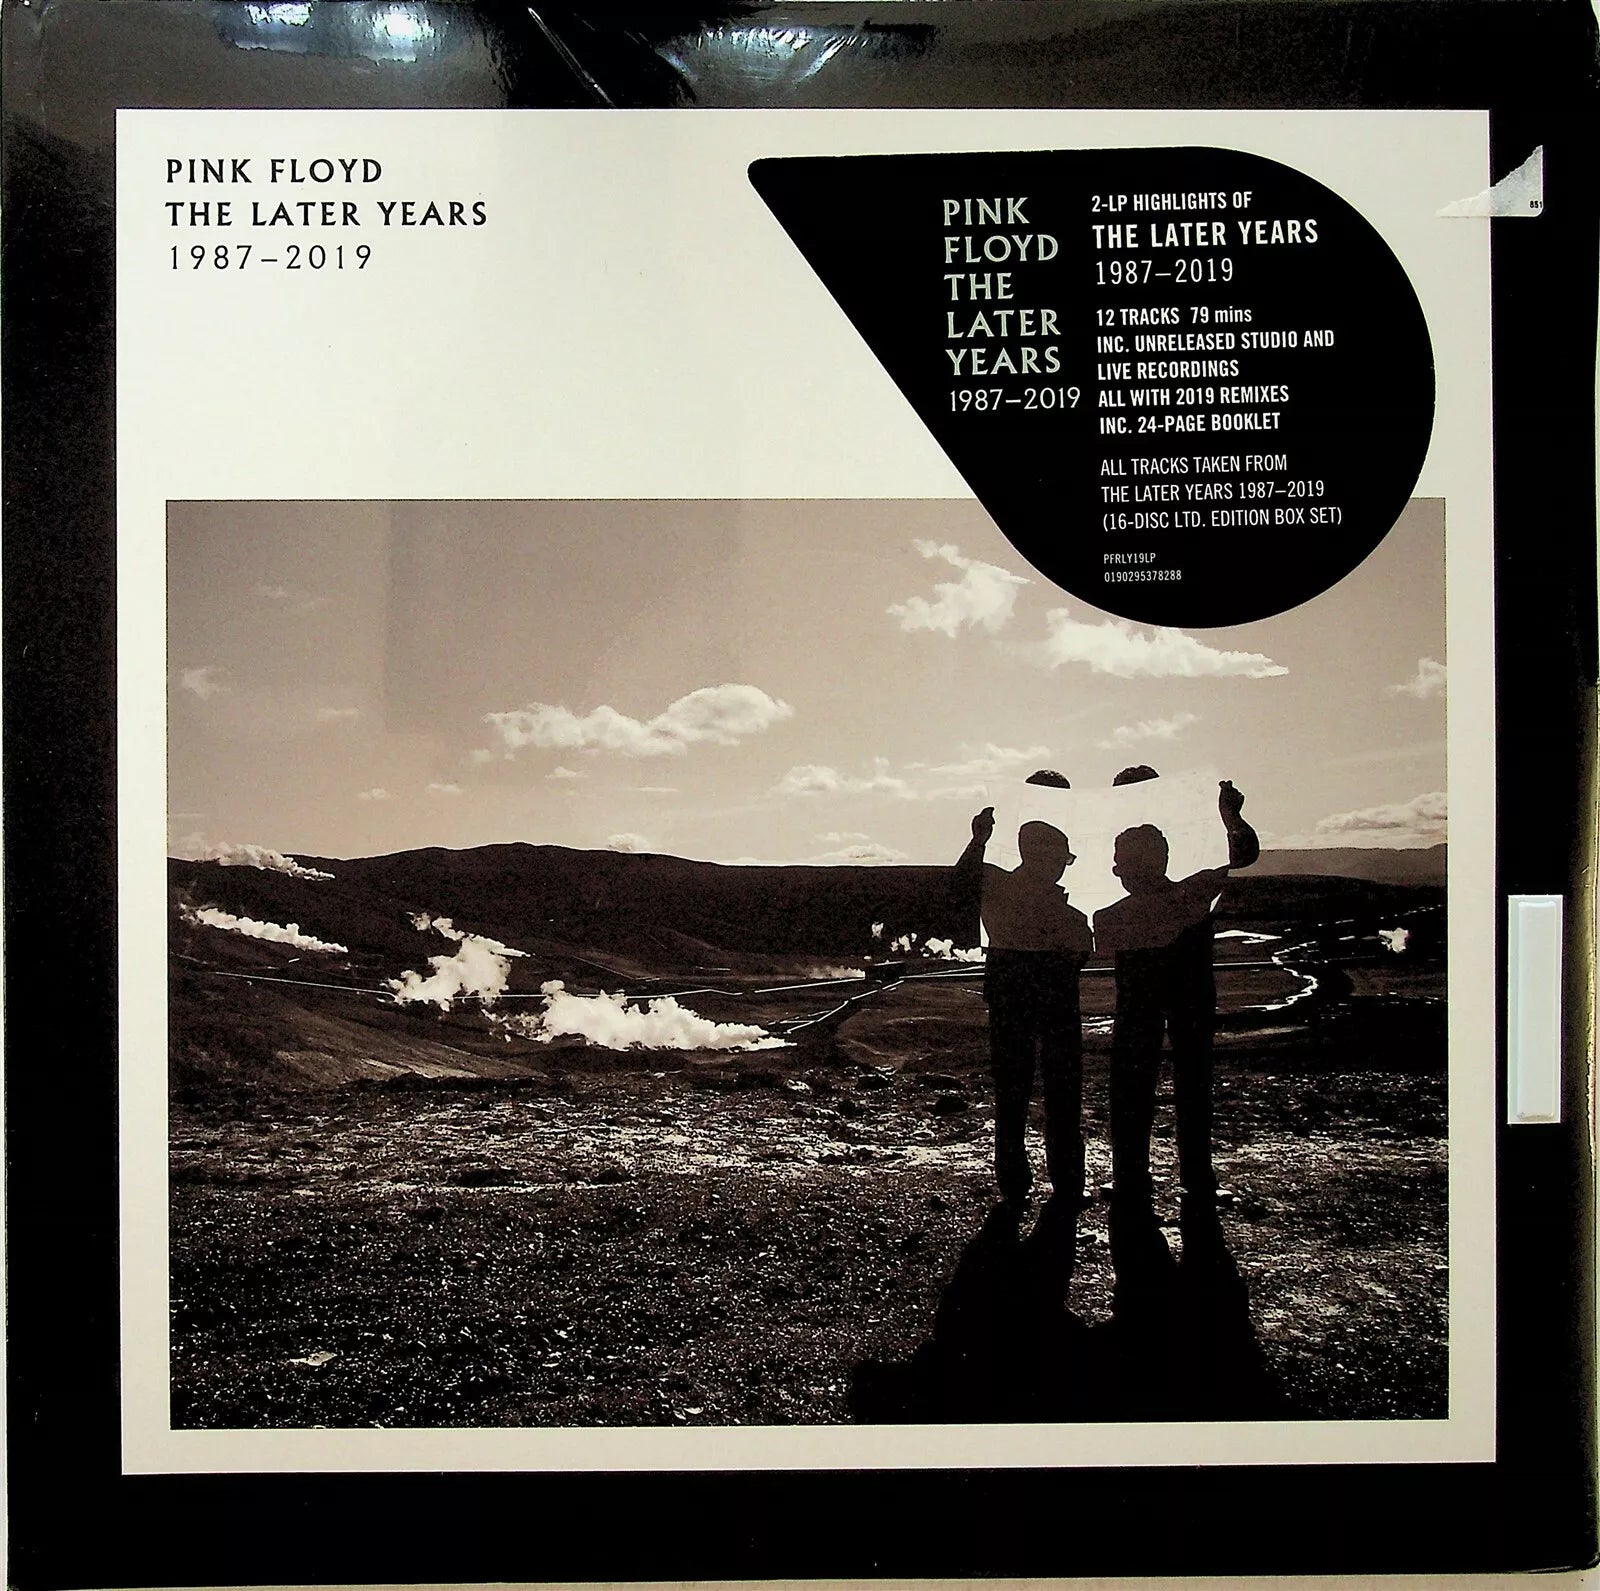 PINK FLOYD
THE LATER YEARS
1987–2019
PINK
FLOYD
THE
LATER
YEARS
1987–2019
2-LP HIGHLIGHTS OF
THE LATER YEARS
1987–2019
12 TRACKS 79 mins
INC. UNRELEASED STUDIO AND
LIVE RECORDINGS
ALL WITH 2019 REMIXES
INC. 24-PAGE BOOKLET
ALL TRACKS TAKEN FROM
THE LATER YEARS 1987–2019
(16-DISC LTD. EDITION BOX SET)
PFRLY19LP
0190295378288